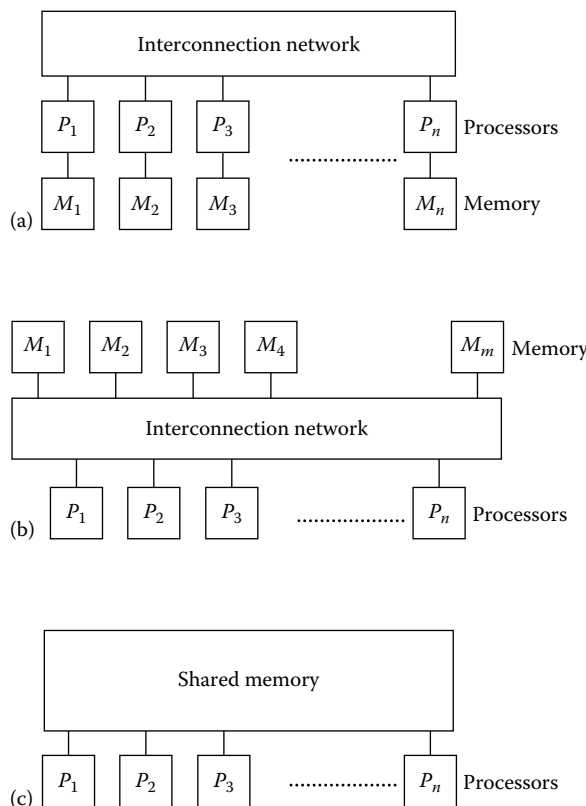 Interconnection network
P1 P2 P3 Pn Processors
M1 M2 M3 Mn Memory
(a)
M1 M2 M3 M4 Mm Memory
Interconnection network
P1 P2 P3 Pn Processors
(b)
Shared memory
P1 P2 P3 Pn Processors
(c)